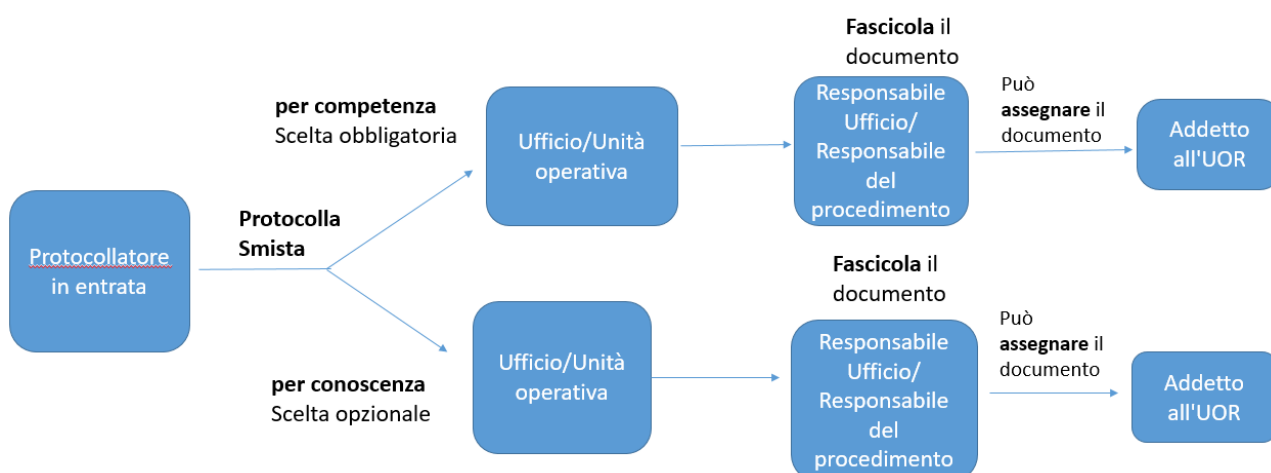 Protocollatore
in entrata
Protocolla
Smista
per competenza
Scelta obbligatoria
Ufficio/Unità
operativa
Fascicola il
documento
Responsabile
Ufficio/
Responsabile
del
procedimento
Può
assegnare il
documento
Addetto
all'UOR
per conoscenza
Scelta opzionale
Ufficio/Unità
operativa
Fascicola il
documento
Responsabile
Ufficio/
Responsabile
del
procedimento
Può
assegnare il
documento
Addetto
all'UOR